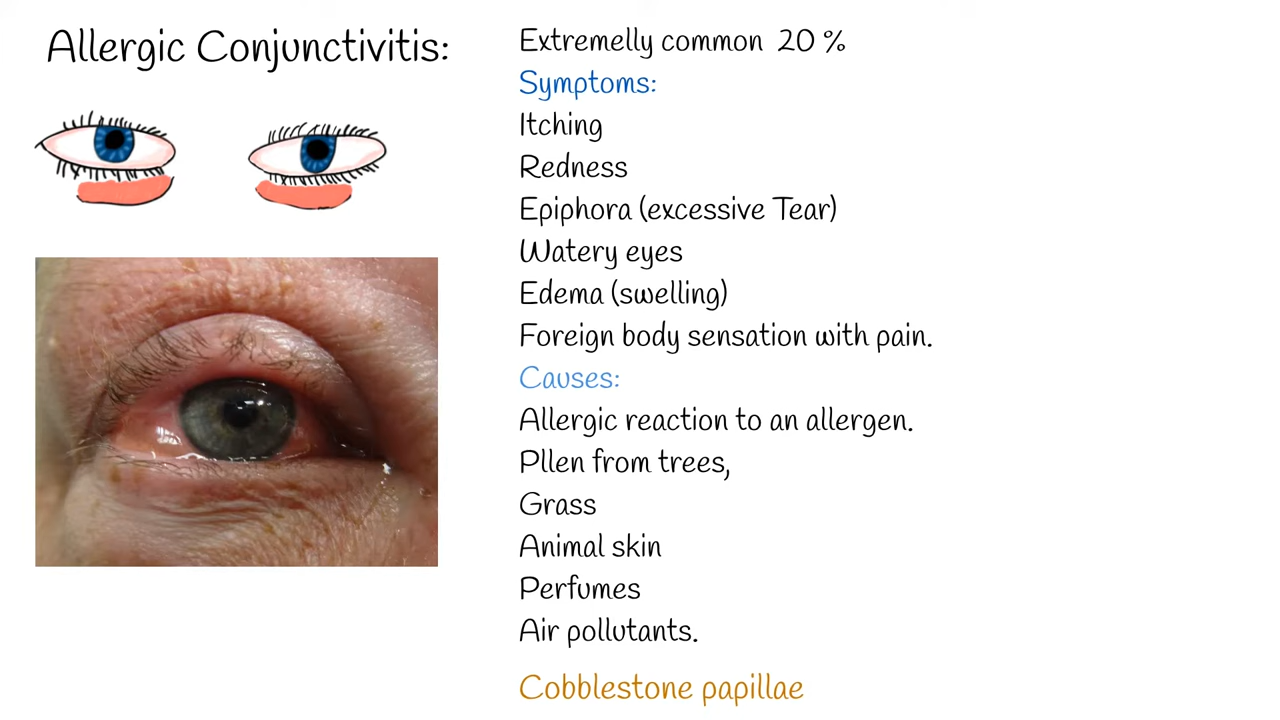 Allergic Conjunctivitis:
Extremelly common 20 %
Symptoms:
Itching
Redness
Epiphora (excessive Tear)
Watery eyes
Edema (swelling)
Foreign body sensation with pain.
Causes:
Allergic reaction to an allergen.
Pllen from trees,
Grass
Animal skin
Perfumes
Air pollutants.
Cobblestone papillae